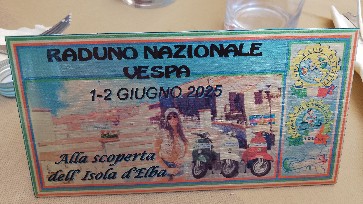 RADUNO NAZIONALE
VESPA
1-2 GIUGNO 2025
Alla scoperta
dell'Isola d'Elba